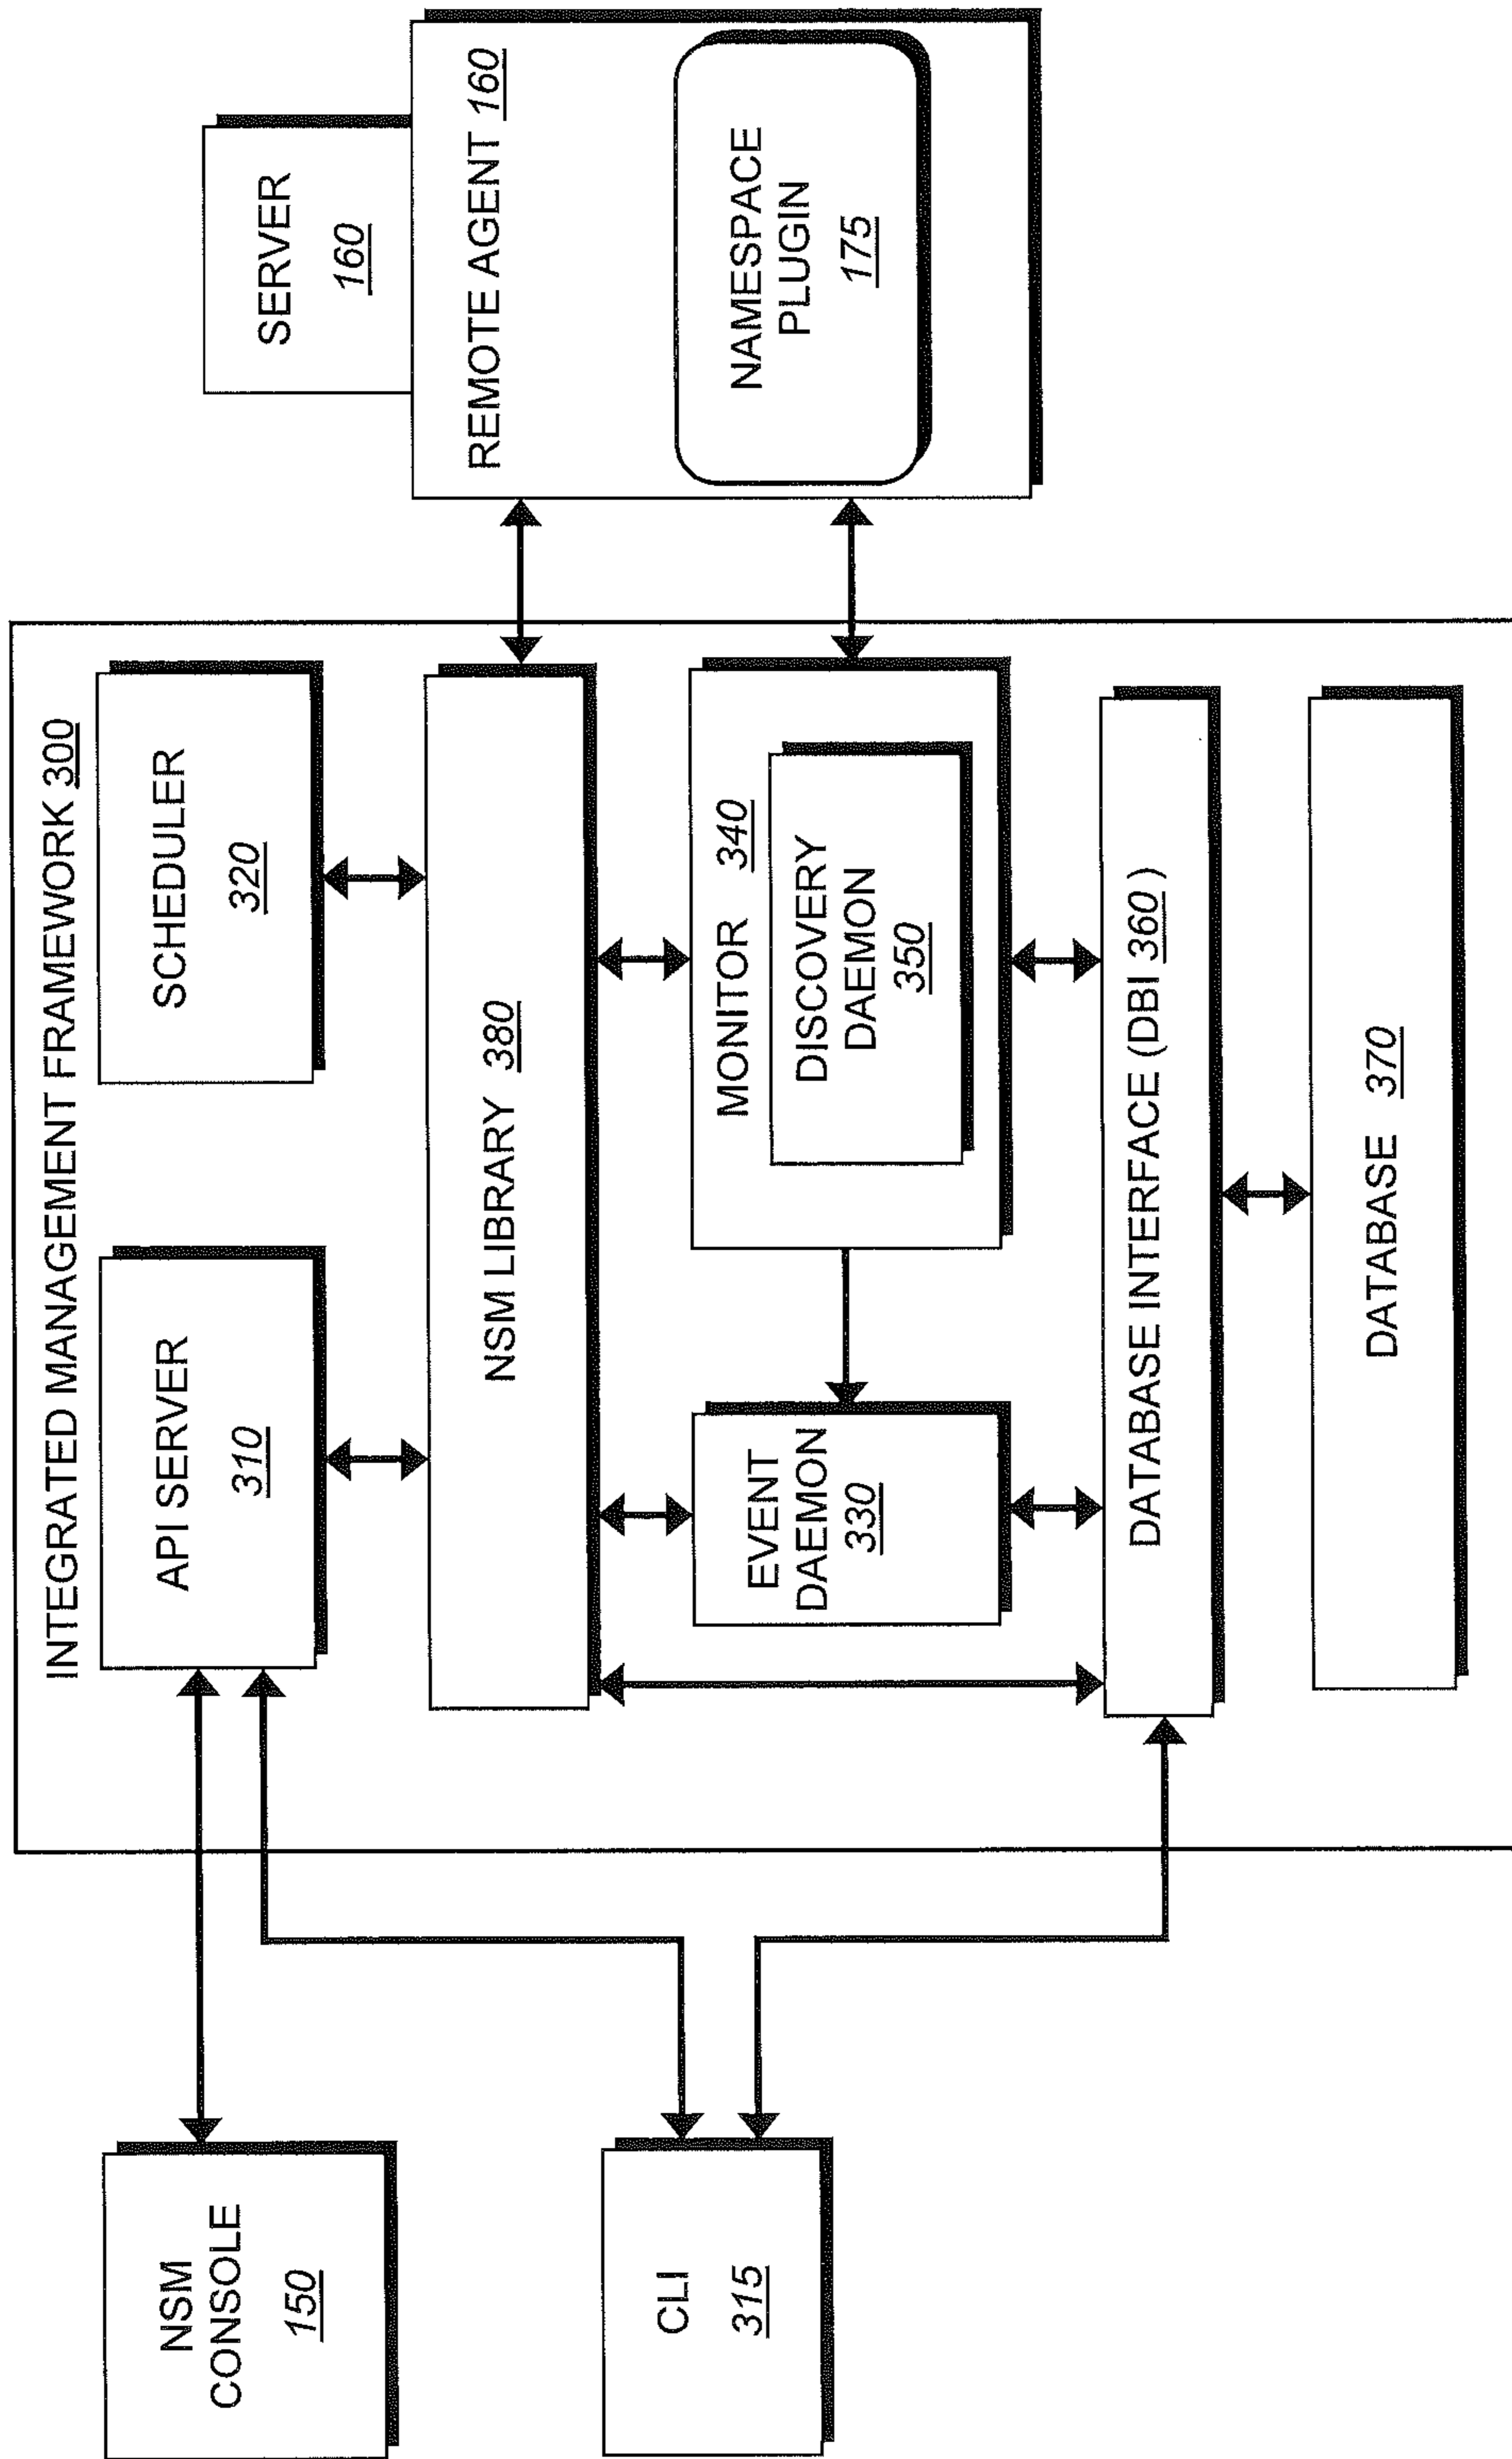 NSM
CONSOLE
150
CLI
315
INTEGRATED MANAGEMENT FRAMEWORK 300
API SERVER
310
SCHEDULER
320
NSM LIBRARY 380
EVENT
DAEMON
330
MONITOR 340
DISCOVERY
DAEMON
350
DATABASE INTERFACE (DBI 360)
DATABASE 370
SERVER
160
REMOTE AGENT 160
NAMESPACE
PLUGIN
175